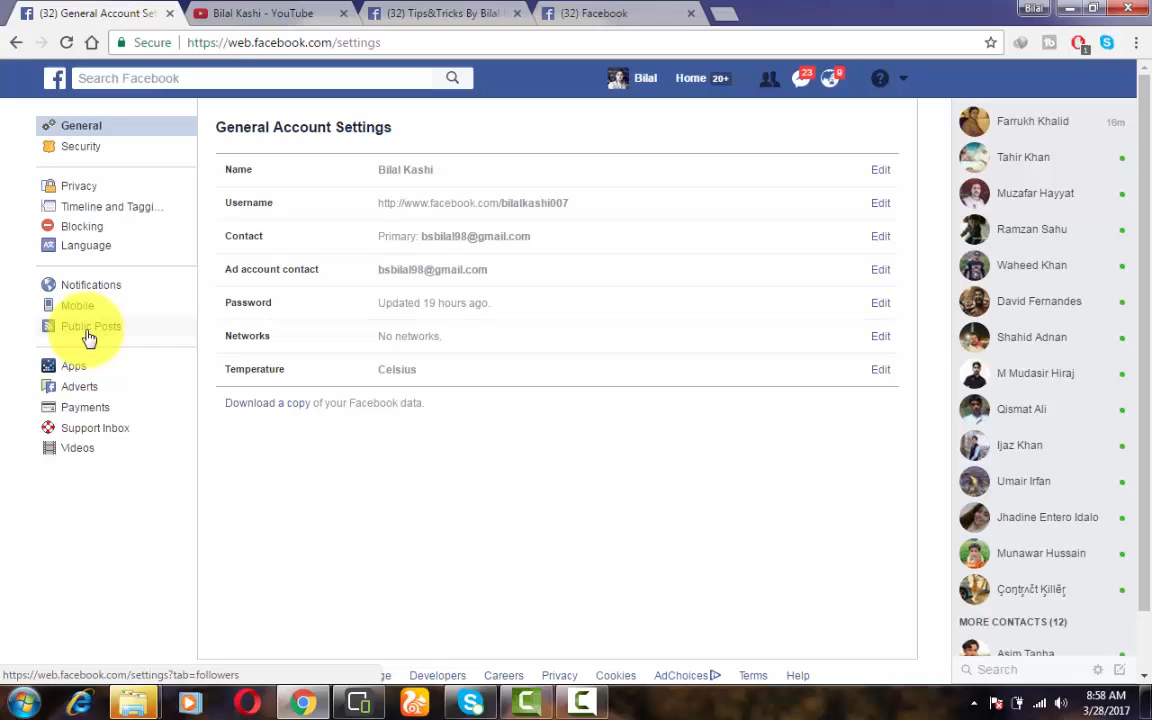 (32) General Account Set
Bilal Kashi - YouTube
(32) Tips&Tricks By Bilal
(32) Facebook
Bilal
Secure
https://web.facebook.com/settings
1
Search Facebook
Bilal
Home 20+
23
9
General
Security
Privacy
Timeline and Taggi...
Blocking
Language
Notifications
Mobile
Public Posts
Apps
Adverts
Payments
Support Inbox
Videos
General Account Settings
Name Bilal Kashi Edit
Username http://www.facebook.com/bilalkashi007 Edit
Contact Primary: bsbilal98@gmail.com Edit
Ad account contact bsbilal98@gmail.com Edit
Password Updated 19 hours ago. Edit
Networks No networks. Edit
Temperature Celsius Edit
Download a copy of your Facebook data.
Farrukh Khalid 16m
Tahir Khan
Muzafar Hayyat
Ramzan Sahu
Waheed Khan
David Fernandes
Shahid Adnan
M Mudasir Hiraj
Qismat Ali
Ijaz Khan
Umair Irfan
Jhadine Entero Idalo
Munawar Hussain
MORE CONTACTS (12)
Asim Tanha
Search
https://web.facebook.com/settings?tab=followers
ge Developers Careers Privacy Cookies AdChoices Terms Help
8:58 AM
3/28/2017